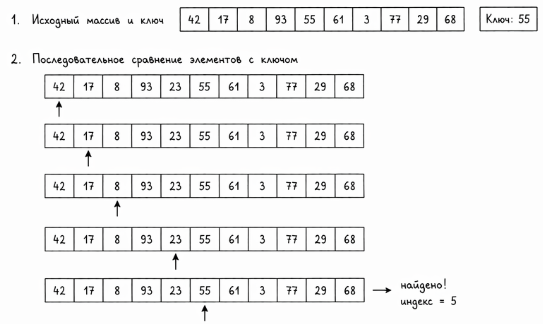 1. Исходный массив и ключ 42 17 8 93 55 61 3 77 29 68 Ключ: 55
2. Последовательное сравнение элементов с ключом
42 17 8 93 23 55 61 3 77 29 68
42 17 8 93 23 55 61 3 77 29 68
42 17 8 93 23 55 61 3 77 29 68
42 17 8 93 23 55 61 3 77 29 68
42 17 8 93 23 55 61 3 77 29 68 найдено!
индекс = 5